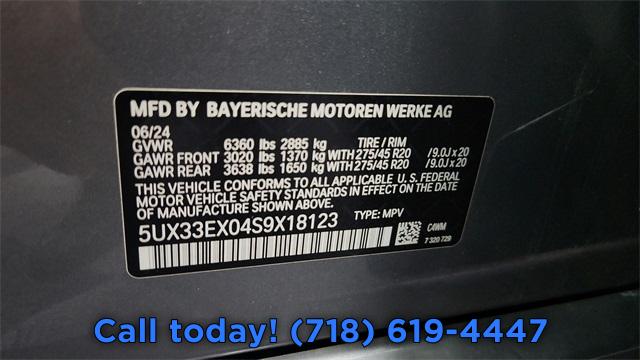 MFD BY BAYERISCHE MOTOREN WERKE AG
06/24
GVWR 6360 lbs 2885 kg TIRE / RIM
GAWR FRONT 3020 lbs 1370 kg WITH 275/45 R20 / 9.0J x 20
GAWR REAR 3638 lbs 1650 kg WITH 275/45 R20 / 9.0J x 20
THIS VEHICLE CONFORMS TO ALL APPLICABLE U. S. FEDERAL
MOTOR VEHICLE SAFETY STANDARDS IN EFFECT ON THE
DATE OF MANUFACTURE SHOWN ABOVE.
5UX33EX04S9X18123 TYPE: MPV
C4WM
7 320 729
Call today! (718) 619-4447